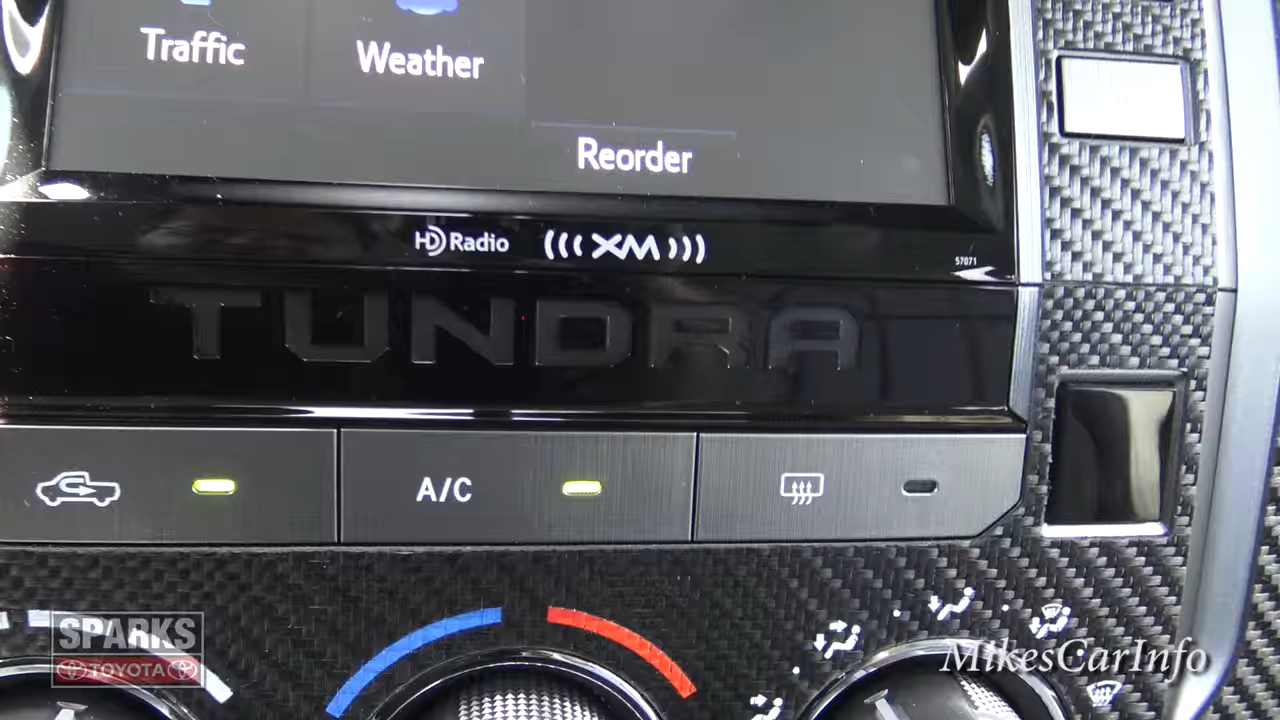 Traffic
Weather
Reorder
HD Radio
(((XM)))
57071
TUNDRA
A/C
SPARKS
TOYOTA
MikesCarInfo